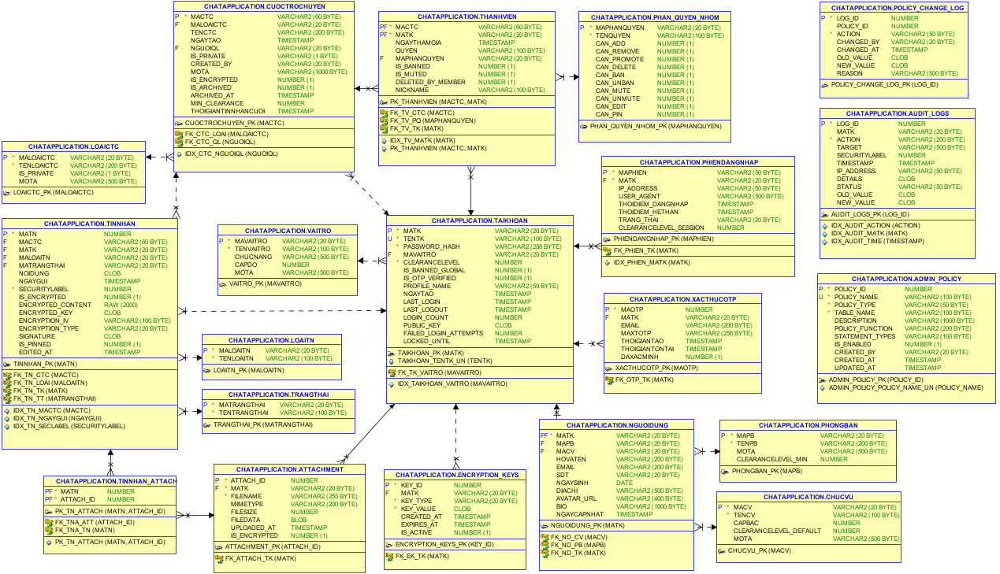 CHATAPPLICATION.CUOCTROCHUYEN
P * MACTC VARCHAR2 (60 BYTE)
F MALOAICTC VARCHAR2 (20 BYTE)
TENCTC VARCHAR2 (200 BYTE)
NGAYTAO TIMESTAMP
F NGUOIQL VARCHAR2 (20 BYTE)
IS_PRIVATE VARCHAR2 (1 BYTE)
CREATED_BY VARCHAR2 (20 BYTE)
MOTA VARCHAR2 (1000 BYTE)
IS_ENCRYPTED NUMBER (1)
IS_ARCHIVED NUMBER (1)
ARCHIVED_AT TIMESTAMP
MIN_CLEARANCE NUMBER
THOIGIANTINNHANCUOI TIMESTAMP
CUOCTROCHUYEN_PK (MACTC)
FK_CTC_LOAI (MALOAICTC)
FK_CTC_QL (NGUOIQL)
IDX_CTC_NGUOIQL (NGUOIQL)
CHATAPPLICATION.THANHVIEN
PF * MACTC VARCHAR2 (60 BYTE)
PF * MATK VARCHAR2 (20 BYTE)
NGAYTHAMGIA TIMESTAMP
QUYEN VARCHAR2 (100 BYTE)
F MAPHANQUYEN VARCHAR2 (20 BYTE)
IS_BANNED NUMBER (1)
IS_MUTED NUMBER (1)
DELETED_BY_MEMBER NUMBER (1)
NICKNAME VARCHAR2 (100 BYTE)
PK_THANHVIEN (MACTC, MATK)
FK_TV_CTC (MACTC)
FK_TV_PQ (MAPHANQUYEN)
FK_TV_TK (MATK)
IDX_TV_MATK (MATK)
PK_THANHVIEN (MACTC, MATK)
CHATAPPLICATION.PHAN_QUYEN_NHOM
P * MAPHANQUYEN VARCHAR2 (20 BYTE)
* TENQUYEN VARCHAR2 (100 BYTE)
CAN_ADD NUMBER (1)
CAN_REMOVE NUMBER (1)
CAN_PROMOTE NUMBER (1)
CAN_DELETE NUMBER (1)
CAN_BAN NUMBER (1)
CAN_UNBAN NUMBER (1)
CAN_MUTE NUMBER (1)
CAN_UNMUTE NUMBER (1)
CAN_EDIT NUMBER (1)
CAN_PIN NUMBER (1)
PHAN_QUYEN_NHOM_PK (MAPHANQUYEN)
CHATAPPLICATION.POLICY_CHANGE_LOG
P * LOG_ID NUMBER
POLICY_ID NUMBER
* ACTION VARCHAR2 (50 BYTE)
CHANGED_BY VARCHAR2 (20 BYTE)
CHANGED_AT TIMESTAMP
OLD_VALUE CLOB
NEW_VALUE CLOB
REASON VARCHAR2 (500 BYTE)
POLICY_CHANGE_LOG_PK (LOG_ID)
CHATAPPLICATION.AUDIT_LOGS
P * LOG_ID NUMBER
MATK VARCHAR2 (20 BYTE)
* ACTION VARCHAR2 (200 BYTE)
TARGET VARCHAR2 (500 BYTE)
SECURITYLABEL NUMBER
TIMESTAMP TIMESTAMP
IP_ADDRESS VARCHAR2 (50 BYTE)
DETAILS CLOB
STATUS VARCHAR2 (50 BYTE)
OLD_VALUE CLOB
NEW_VALUE CLOB
AUDIT_LOGS_PK (LOG_ID)
IDX_AUDIT_ACTION (ACTION)
IDX_AUDIT_MATK (MATK)
IDX_AUDIT_TIME (TIMESTAMP)
CHATAPPLICATION.LOAICTC
P * MALOAICTC VARCHAR2 (20 BYTE)
* TENLOAICTC VARCHAR2 (200 BYTE)
IS_PRIVATE VARCHAR2 (1 BYTE)
MOTA VARCHAR2 (500 BYTE)
LOAICTC_PK (MALOAICTC)
CHATAPPLICATION.PHIENDANGNHAP
P * MAPHIEN VARCHAR2 (50 BYTE)
F * MATK VARCHAR2 (20 BYTE)
IP_ADDRESS VARCHAR2 (50 BYTE)
USER_AGENT VARCHAR2 (500 BYTE)
THOIDIEM_DANGNHAP TIMESTAMP
THOIDIEM_HETHAN TIMESTAMP
TRANG_THAI VARCHAR2 (20 BYTE)
CLEARANCELEVEL_SESSION NUMBER
PHIENDANGNHAP_PK (MAPHIEN)
FK_PHIEN_TK (MATK)
IDX_PHIEN_MATK (MATK)
CHATAPPLICATION.TINNHAN
P * MATN NUMBER
F MACTC VARCHAR2 (60 BYTE)
F MATK VARCHAR2 (20 BYTE)
F MALOAITN VARCHAR2 (20 BYTE)
F MATRANGTHAI VARCHAR2 (20 BYTE)
NOIDUNG CLOB
NGAYGUI TIMESTAMP
* SECURITYLABEL NUMBER
IS_ENCRYPTED NUMBER (1)
ENCRYPTED_CONTENT RAW (2000)
ENCRYPTED_KEY CLOB
ENCRYPTION_IV VARCHAR2 (100 BYTE)
ENCRYPTION_TYPE VARCHAR2 (20 BYTE)
SIGNATURE CLOB
IS_PINNED NUMBER (1)
EDITED_AT TIMESTAMP
TINNHAN_PK (MATN)
FK_TN_CTC (MACTC)
FK_TN_LOAI (MALOAITN)
FK_TN_TK (MATK)
FK_TN_TT (MATRANGTHAI)
IDX_TN_MACTC (MACTC)
IDX_TN_NGAYGUI (NGAYGUI)
IDX_TN_SECLABEL (SECURITYLABEL)
CHATAPPLICATION.VAITRO
P * MAVAITRO VARCHAR2 (20 BYTE)
* TENVAITRO VARCHAR2 (100 BYTE)
CHUCNANG VARCHAR2 (500 BYTE)
CAPDO NUMBER
MOTA VARCHAR2 (500 BYTE)
VAITRO_PK (MAVAITRO)
CHATAPPLICATION.TAIKHOAN
P * MATK VARCHAR2 (20 BYTE)
U * TENTK VARCHAR2 (100 BYTE)
* PASSWORD_HASH VARCHAR2 (256 BYTE)
F MAVAITRO VARCHAR2 (20 BYTE)
* CLEARANCELEVEL NUMBER
IS_BANNED_GLOBAL NUMBER (1)
IS_OTP_VERIFIED NUMBER (1)
PROFILE_NAME VARCHAR2 (50 BYTE)
NGAYTAO TIMESTAMP
LAST_LOGIN TIMESTAMP
LAST_LOGOUT TIMESTAMP
LOGIN_COUNT NUMBER
PUBLIC_KEY CLOB
FAILED_LOGIN_ATTEMPTS NUMBER
LOCKED_UNTIL TIMESTAMP
TAIKHOAN_PK (MATK)
TAIKHOAN_TENTK_UN (TENTK)
FK_TK_VAITRO (MAVAITRO)
IDX_TAIKHOAN_VAITRO (MAVAITRO)
CHATAPPLICATION.XACTHUCOTP
P * MAOTP NUMBER
F MATK VARCHAR2 (20 BYTE)
EMAIL VARCHAR2 (200 BYTE)
MAXTOTP VARCHAR2 (256 BYTE)
THOIGIANTAO TIMESTAMP
THOIGIANTONTAI TIMESTAMP
DAXACMINH NUMBER (1)
XACTHUCOTP_PK (MAOTP)
FK_OTP_TK (MATK)
CHATAPPLICATION.ADMIN_POLICY
P * POLICY_ID NUMBER
U * POLICY_NAME VARCHAR2 (100 BYTE)
* POLICY_TYPE VARCHAR2 (50 BYTE)
* TABLE_NAME VARCHAR2 (100 BYTE)
DESCRIPTION VARCHAR2 (1000 BYTE)
POLICY_FUNCTION VARCHAR2 (200 BYTE)
STATEMENT_TYPES VARCHAR2 (100 BYTE)
IS_ENABLED NUMBER (1)
CREATED_BY VARCHAR2 (20 BYTE)
CREATED_AT TIMESTAMP
UPDATED_AT TIMESTAMP
ADMIN_POLICY_PK (POLICY_ID)
ADMIN_POLICY_POLICY_NAME_UN (POLICY_NAME)
CHATAPPLICATION.LOAITN
P * MALOAITN VARCHAR2 (20 BYTE)
* TENLOAITN VARCHAR2 (100 BYTE)
LOAITN_PK (MALOAITN)
CHATAPPLICATION.TRANGTHAI
P * MATRANGTHAI VARCHAR2 (20 BYTE)
* TENTRANGTHAI VARCHAR2 (100 BYTE)
TRANGTHAI_PK (MATRANGTHAI)
CHATAPPLICATION.TINNHAN_ATTACH
PF * MATN NUMBER
PF * ATTACH_ID NUMBER
PK_TN_ATTACH (MATN, ATTACH_ID)
FK_TNA_ATT (ATTACH_ID)
FK_TNA_TN (MATN)
PK_TN_ATTACH (MATN, ATTACH_ID)
CHATAPPLICATION.ATTACHMENT
P * ATTACH_ID NUMBER
F * MATK VARCHAR2 (20 BYTE)
* FILENAME VARCHAR2 (255 BYTE)
MIMETYPE VARCHAR2 (200 BYTE)
FILESIZE NUMBER
FILEDATA BLOB
UPLOADED_AT TIMESTAMP
IS_ENCRYPTED NUMBER (1)
ATTACHMENT_PK (ATTACH_ID)
FK_ATTACH_TK (MATK)
CHATAPPLICATION.ENCRYPTION_KEYS
P * KEY_ID NUMBER
F MATK VARCHAR2 (20 BYTE)
* KEY_TYPE VARCHAR2 (20 BYTE)
* KEY_VALUE CLOB
CREATED_AT TIMESTAMP
EXPIRES_AT TIMESTAMP
IS_ACTIVE NUMBER (1)
ENCRYPTION_KEYS_PK (KEY_ID)
FK_EK_TK (MATK)
CHATAPPLICATION.NGUOIDUNG
PF * MATK VARCHAR2 (20 BYTE)
F MAPB VARCHAR2 (20 BYTE)
F MACV VARCHAR2 (20 BYTE)
HOVATEN VARCHAR2 (200 BYTE)
EMAIL VARCHAR2 (200 BYTE)
SDT VARCHAR2 (20 BYTE)
NGAYSINH DATE
DIACHI VARCHAR2 (500 BYTE)
AVATAR_URL VARCHAR2 (400 BYTE)
BIO VARCHAR2 (1000 BYTE)
NGAYCAPNHAT TIMESTAMP
NGUOIDUNG_PK (MATK)
FK_ND_CV (MACV)
FK_ND_PB (MAPB)
FK_ND_TK (MATK)
CHATAPPLICATION.PHONGBAN
P * MAPB VARCHAR2 (20 BYTE)
* TENPB VARCHAR2 (200 BYTE)
MOTA VARCHAR2 (500 BYTE)
CLEARANCELEVEL_MIN NUMBER
PHONGBAN_PK (MAPB)
CHATAPPLICATION.CHUCVU
P * MACV VARCHAR2 (20 BYTE)
* TENCV VARCHAR2 (100 BYTE)
CAPBAC NUMBER
CLEARANCELEVEL_DEFAULT NUMBER
MOTA VARCHAR2 (500 BYTE)
CHUCVU_PK (MACV)